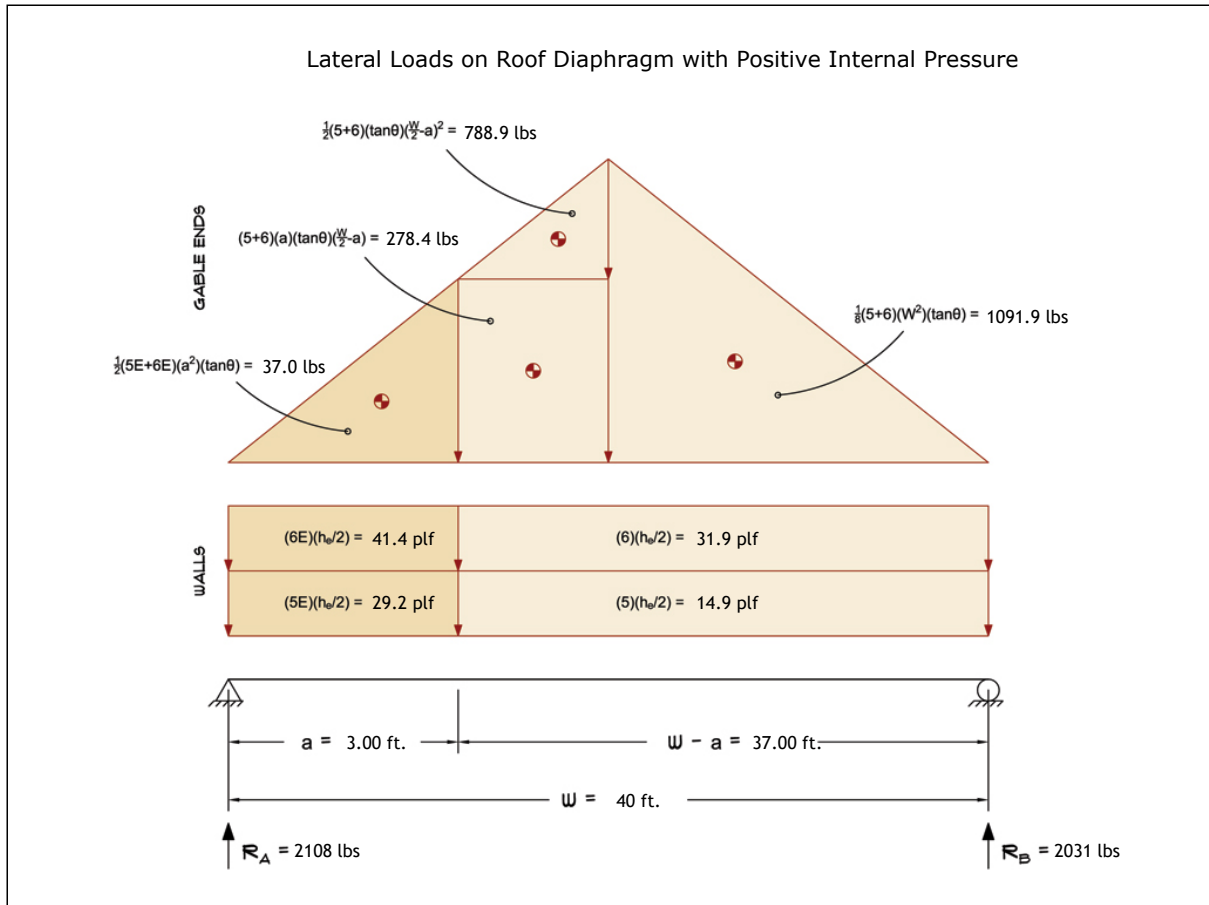 Lateral Loads on Roof Diaphragm with Positive Internal Pressure
½(5+6)(tanθ)(W/2-a)² = 788.9 lbs
GABLE ENDS
(5+6)(a)(tanθ)(W/2-a) = 278.4 lbs
⅛(5+6)(W²)(tanθ) = 1091.9 lbs
½(5E+6E)(a²)(tanθ) = 37.0 lbs
WALLS
(6E)(hₑ/2) = 41.4 plf
(6)(hₑ/2) = 31.9 plf
(5E)(hₑ/2) = 29.2 plf
(5)(hₑ/2) = 14.9 plf
a = 3.00 ft.
W - a = 37.00 ft.
W = 40 ft.
R_A = 2108 lbs
R_B = 2031 lbs